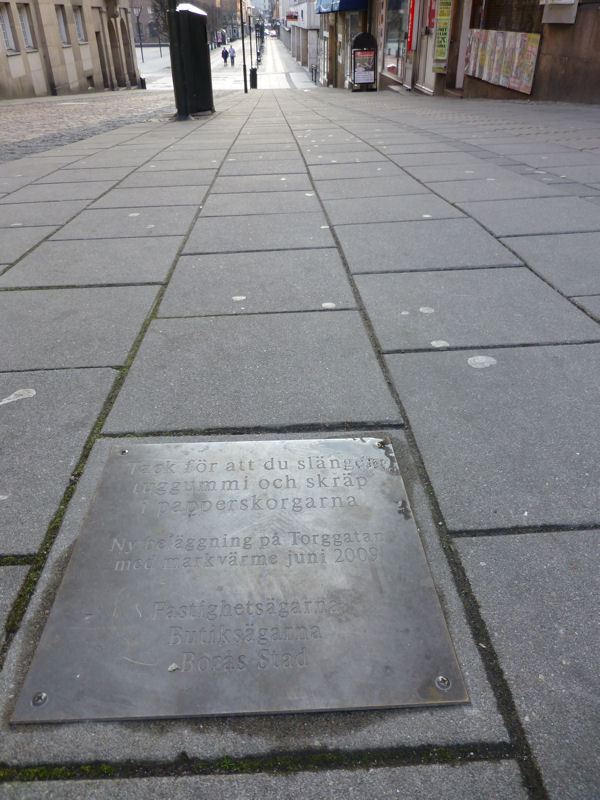 Tack för att du slänger
tuggummi och skräp
i papperskorgarna
Ny beläggning på Torggatan
med markvärme juni 2009
Fastighetsägarna
Butiksägarna
Borås Stad